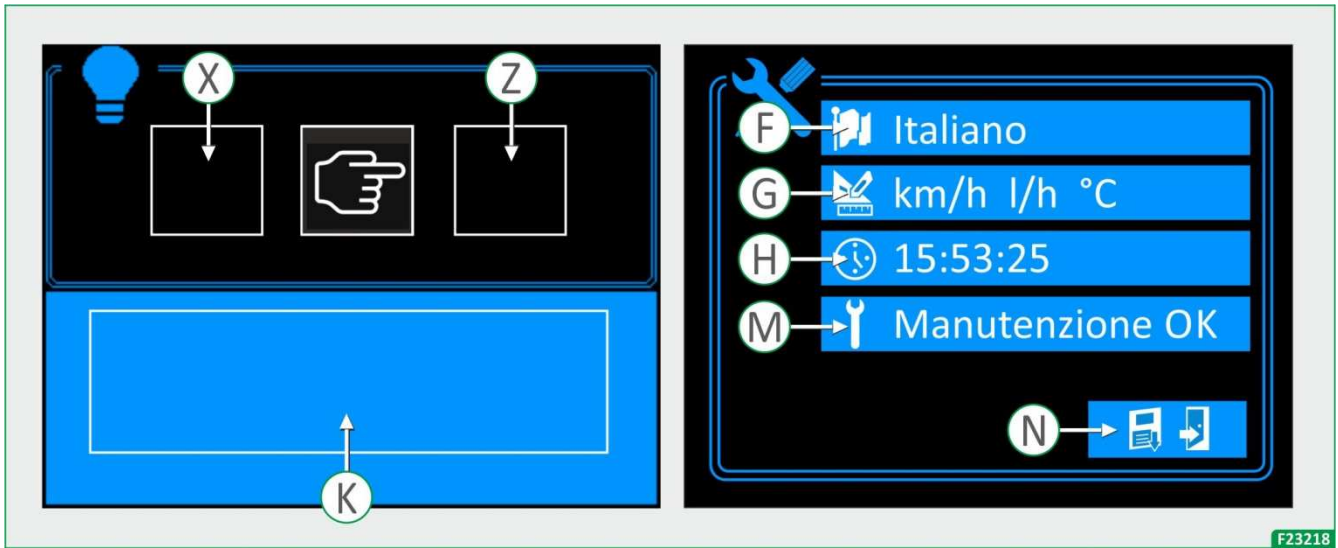 X
Z
K
F
Italiano
G
km/h l/h °C
H
15:53:25
M
Manutenzione OK
N
F23218